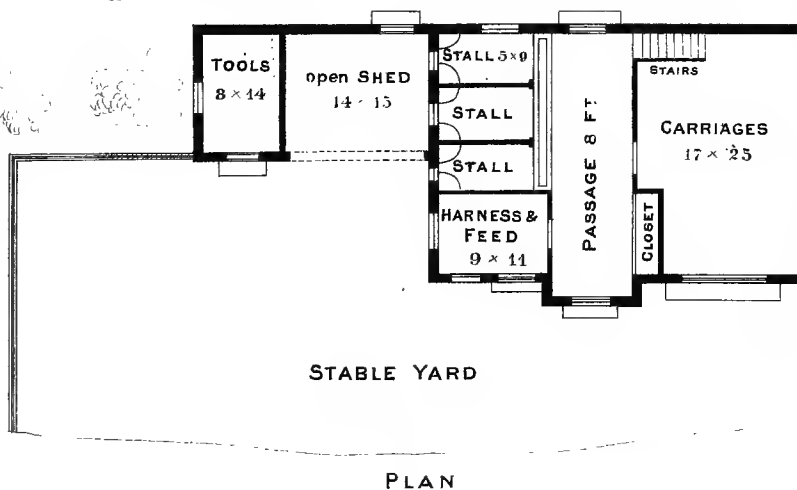 TOOLS
8 × 14
open SHED
14 × 15
STALL 5×9
STALL
STALL
HARNESS &
FEED
9 × 11
PASSAGE 8 FT.
STAIRS
CARRIAGES
17 × 25
CLOSET
STABLE YARD
PLAN